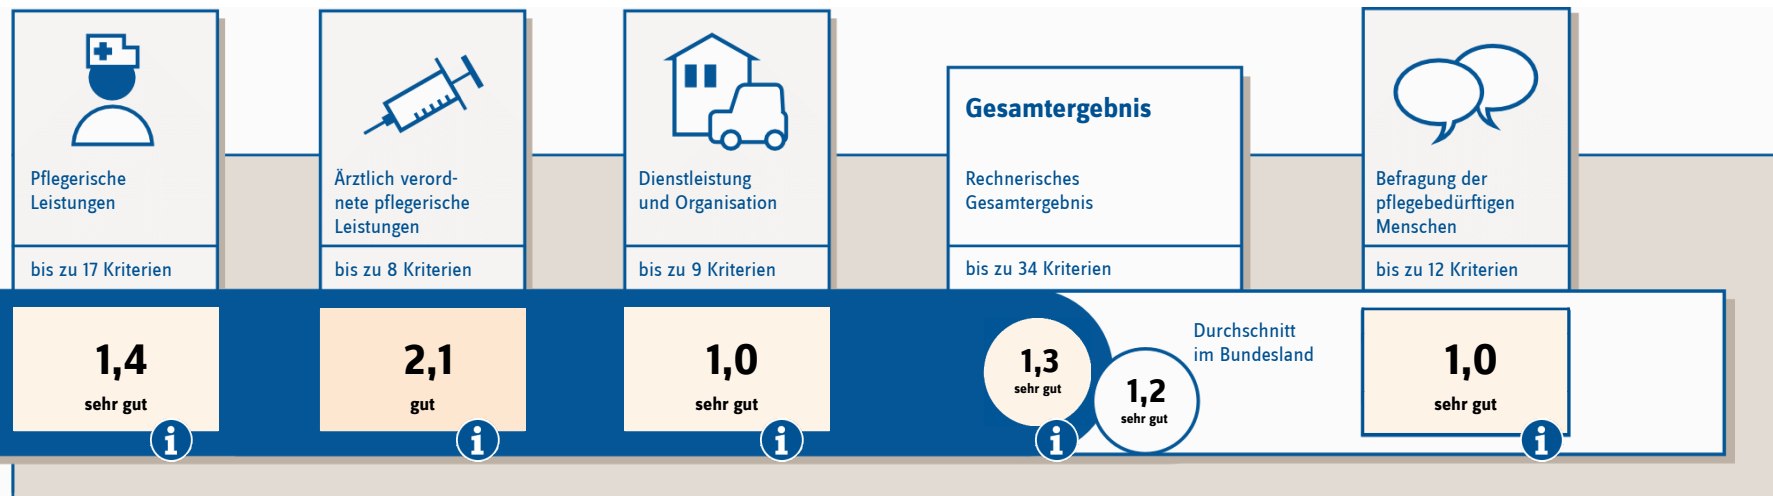 Pflegerische
Leistungen
bis zu 17 Kriterien
1,4
sehr gut
i
Ärztlich verord-
nete pflegerische
Leistungen
bis zu 8 Kriterien
2,1
gut
i
Dienstleistung
und Organisation
bis zu 9 Kriterien
1,0
sehr gut
i
Gesamtergebnis
Rechnerisches
Gesamtergebnis
bis zu 34 Kriterien
1,3
sehr gut
i
1,2
sehr gut
Durchschnitt
im Bundesland
Befragung der
pflegebedürftigen
Menschen
bis zu 12 Kriterien
1,0
sehr gut
i